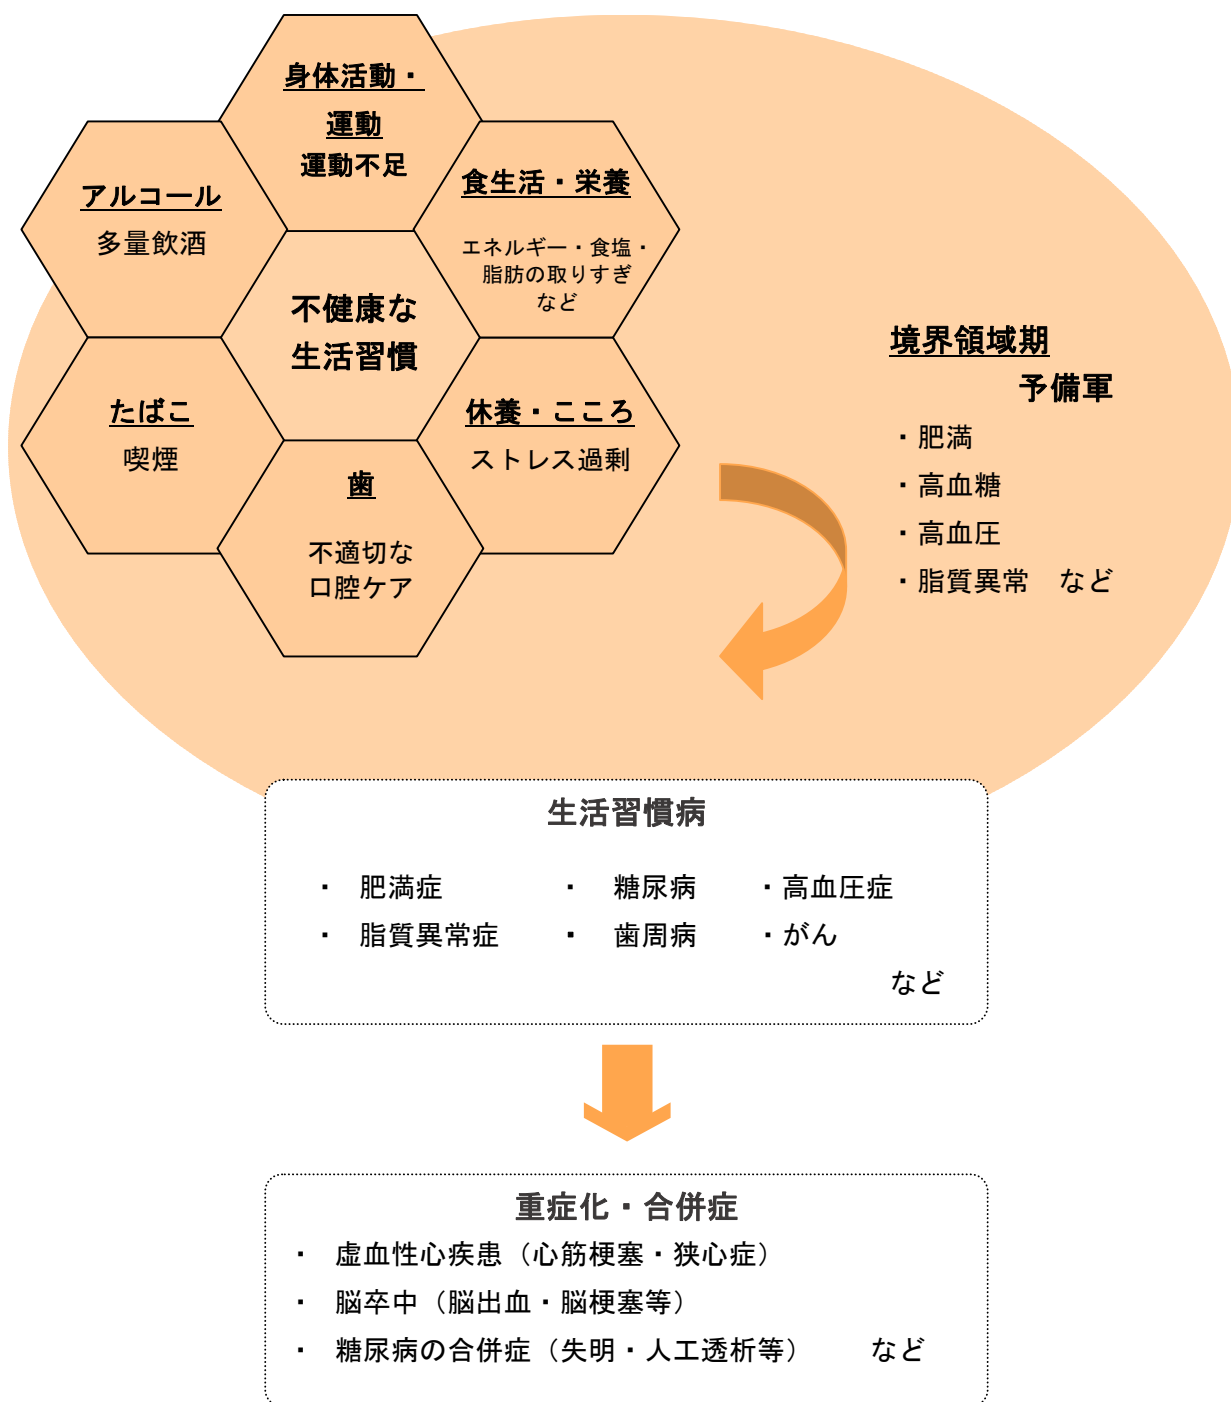 身体活動・
運動
運動不足
アルコール
多量飲酒
食生活・栄養
エネルギー・食塩・
脂肪の取りすぎ
など
不健康な
生活習慣
たばこ
喫煙
休養・こころ
ストレス過剰
歯
不適切な
口腔ケア
境界領域期
予備軍
・肥満
・高血糖
・高血圧
・脂質異常　など
生活習慣病
・ 肥満症 ・ 糖尿病 ・高血圧症
・ 脂質異常症 ・ 歯周病 ・がん
など
重症化・合併症
・ 虚血性心疾患（心筋梗塞・狭心症）
・ 脳卒中（脳出血・脳梗塞等）
・ 糖尿病の合併症（失明・人工透析等）　など